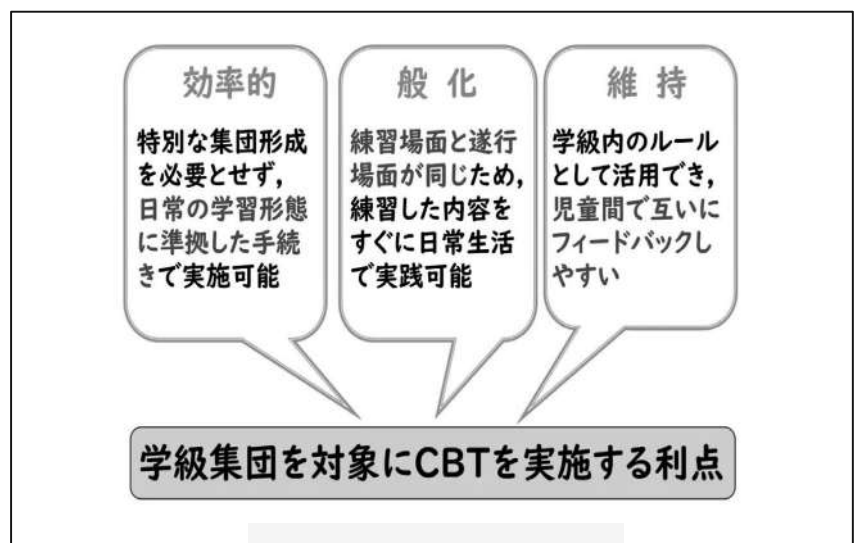 効率的
特別な集団形成
を必要とせず,
日常の学習形態
に準拠した手続
きで実施可能
般 化
練習場面と遂行
場面が同じため,
練習した内容を
すぐに日常生活
で実践可能
維 持
学級内のルール
として活用でき,
児童間で互いに
フィードバックし
やすい
学級集団を対象にCBTを実施する利点